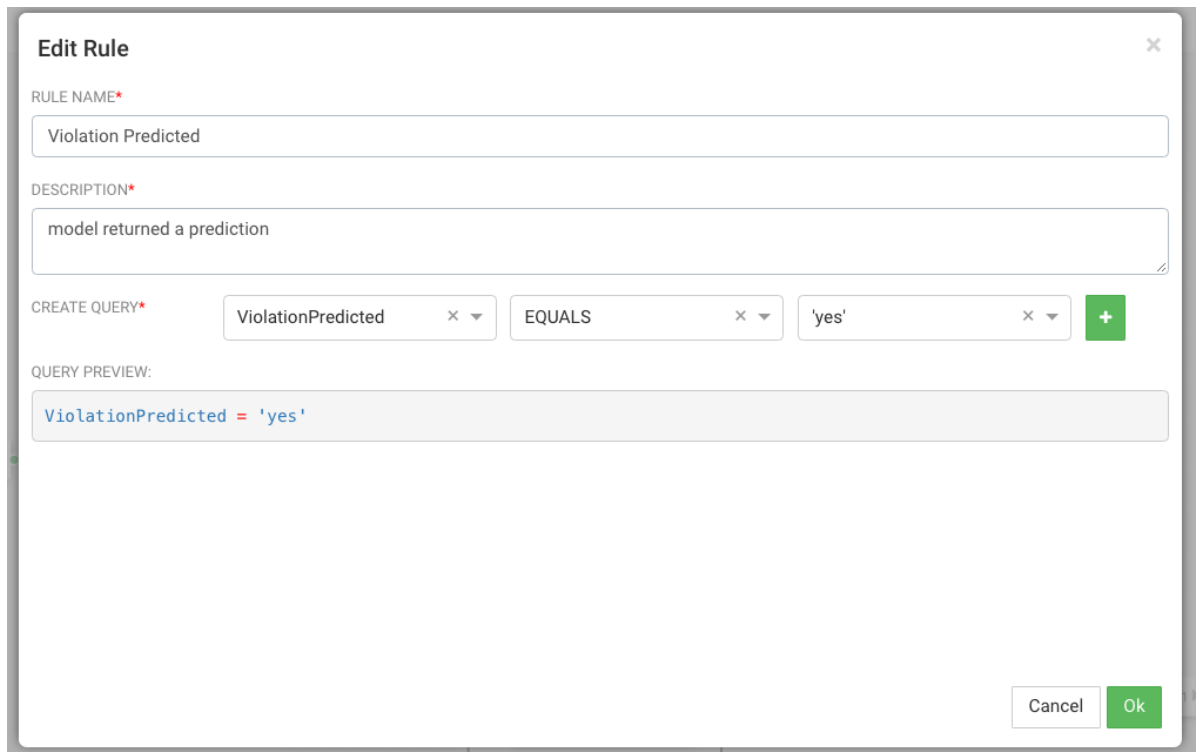 Edit Rule ×
RULE NAME*
Violation Predicted
DESCRIPTION*
model returned a prediction
CREATE QUERY* ViolationPredicted × EQUALS × 'yes' × +
QUERY PREVIEW:
ViolationPredicted = 'yes'
Cancel Ok